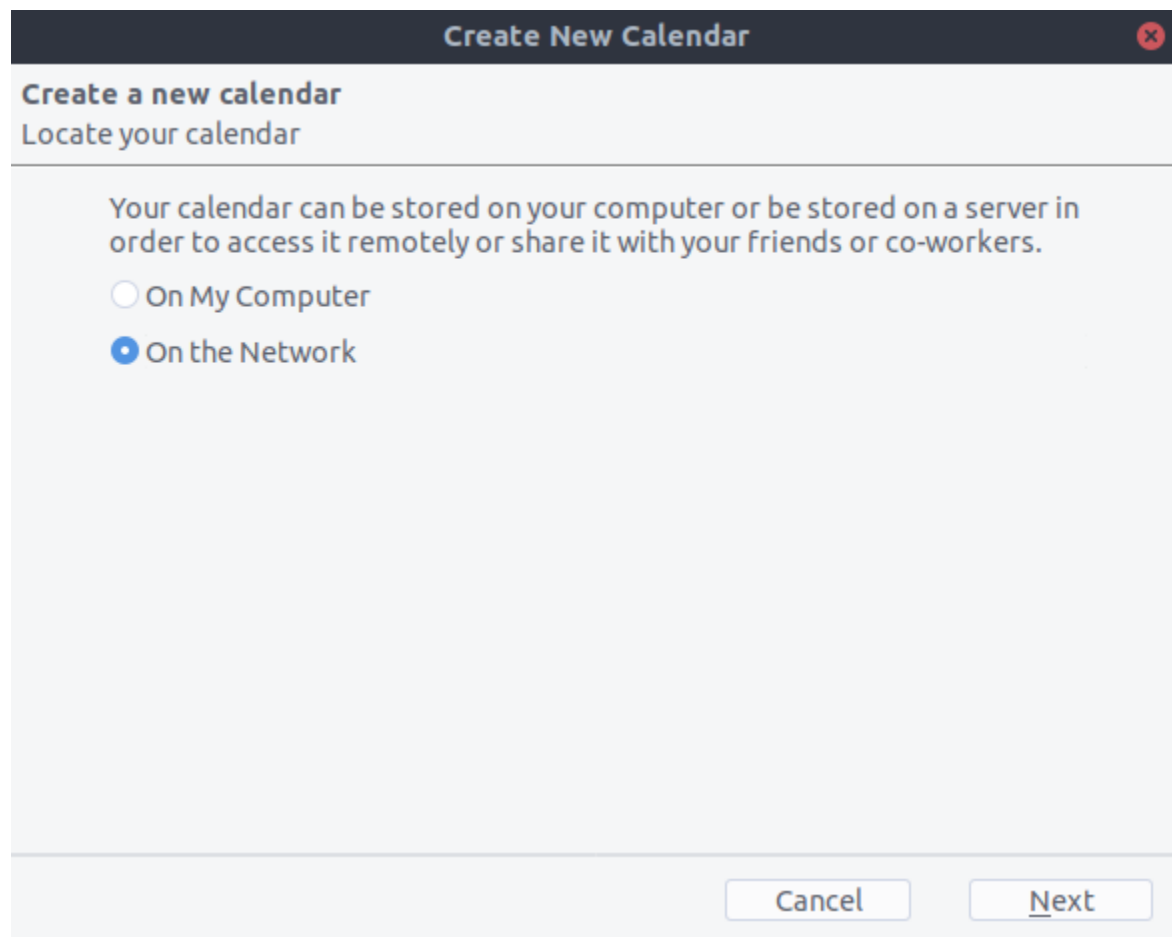 Create New Calendar
Create a new calendar
Locate your calendar
Your calendar can be stored on your computer or be stored on a server in
order to access it remotely or share it with your friends or co-workers.
On My Computer
On the Network
Cancel
Next